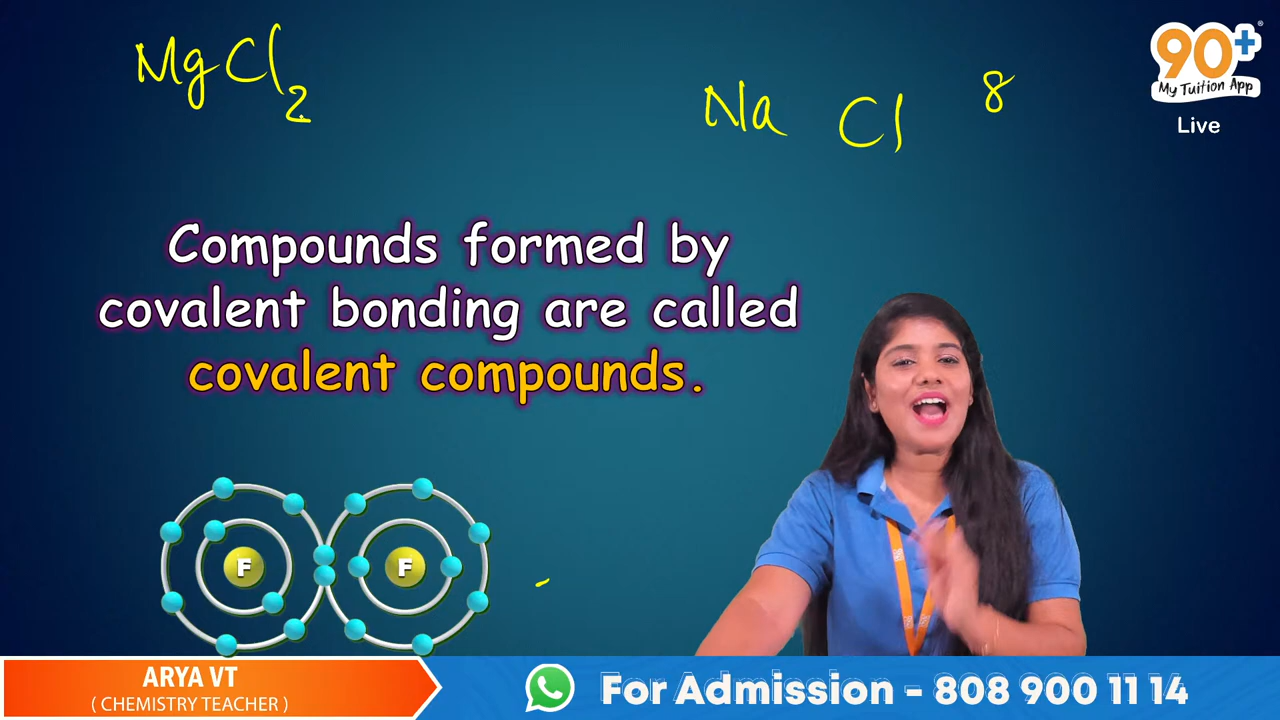 MgCl2
Na Cl 8
90+
My Tuition App
Live
Compounds formed by
covalent bonding are called
covalent compounds.
F F
ARYA VT
( CHEMISTRY TEACHER )
For Admission - 808 900 11 14